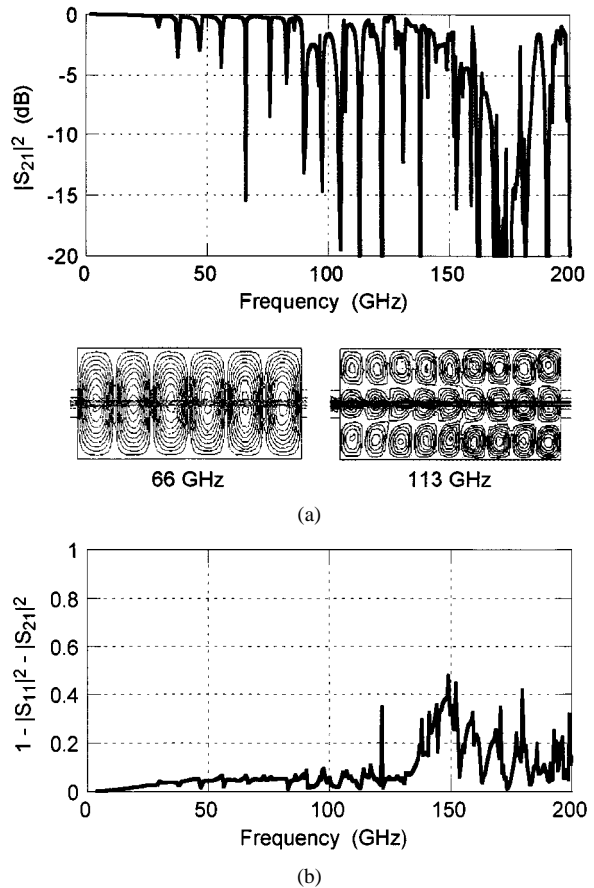 0
-5
-10
-15
-20
|S21|² (dB)
0 50 100 150 200
Frequency (GHz)
66 GHz 113 GHz
(a)
1
0.8
0.6
0.4
0.2
0
1 - |S11|² - |S21|²
0 50 100 150 200
Frequency (GHz)
(b)